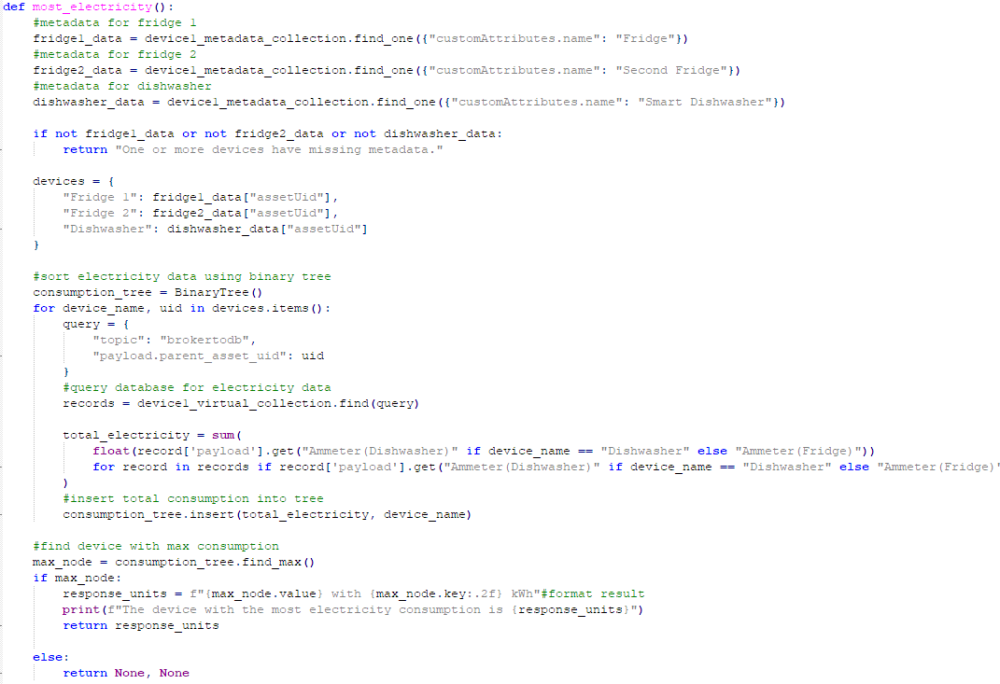 def most_electricity():
    #metadata for fridge 1
    fridge1_data = device1_metadata_collection.find_one({"customAttributes.name": "Fridge"})
    #metadata for fridge 2
    fridge2_data = device1_metadata_collection.find_one({"customAttributes.name": "Second Fridge"})
    #metadata for dishwasher
    dishwasher_data = device1_metadata_collection.find_one({"customAttributes.name": "Smart Dishwasher"})
    if not fridge1_data or not fridge2_data or not dishwasher_data:
        return "One or more devices have missing metadata."
    devices = {
        "Fridge 1": fridge1_data["assetUid"],
        "Fridge 2": fridge2_data["assetUid"],
        "Dishwasher": dishwasher_data["assetUid"]
    }
    #sort electricity data using binary tree
    consumption_tree = BinaryTree()
    for device_name, uid in devices.items():
        query = {
            "topic": "brokertodb",
            "payload.parent_asset_uid": uid
        }
        #query database for electricity data
        records = device1_virtual_collection.find(query)
        total_electricity = sum(
            float(record['payload'].get("Ammeter(Dishwasher)" if device_name == "Dishwasher" else "Ammeter(Fridge)"))
            for record in records if record['payload'].get("Ammeter(Dishwasher)" if device_name == "Dishwasher" else "Ammeter(Fridge)"
        )
        #insert total consumption into tree
        consumption_tree.insert(total_electricity, device_name)
    #find device with max consumption
    max_node = consumption_tree.find_max()
    if max_node:
        response_units = f"{max_node.value} with {max_node.key:.2f} kWh"#format result
        print(f"The device with the most electricity consumption is {response_units}")
        return response_units
    else:
        return None, None